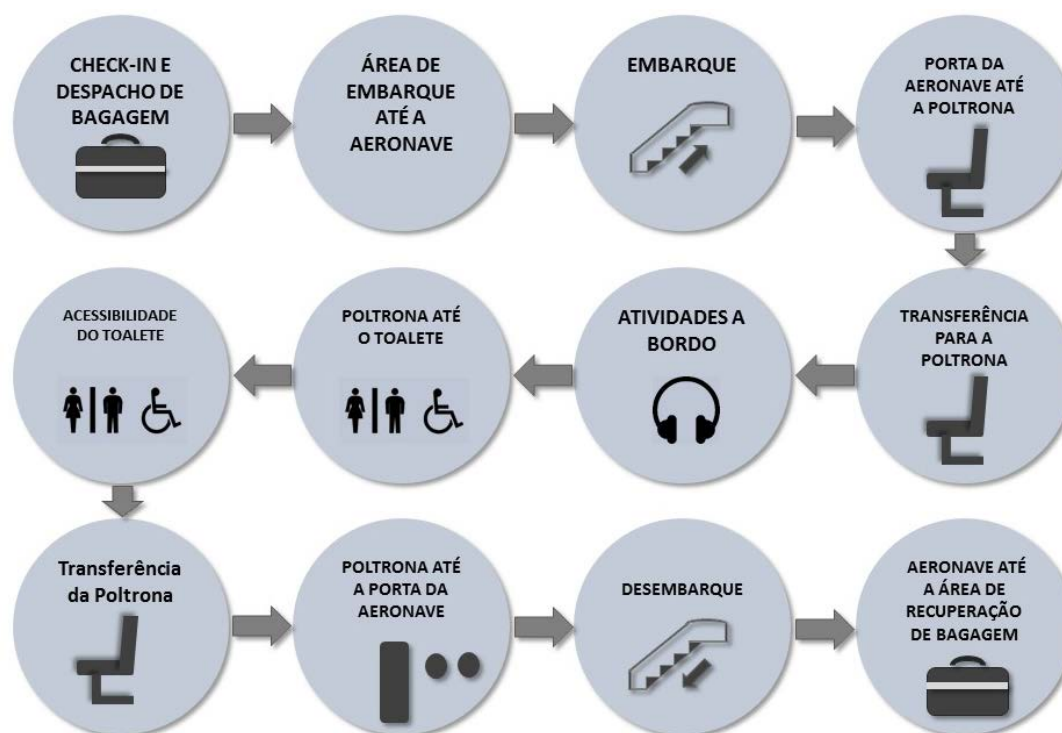 CHECK-IN E
DESPACHO DE
BAGAGEM
ÁREA DE
EMBARQUE
ATÉ A
AERONAVE
EMBARQUE
PORTA DA
AERONAVE ATÉ
A POLTRONA
TRANSFERÊNCIA
PARA A
POLTRONA
ATIVIDADES A
BORDO
POLTRONA ATÉ
O TOALETE
ACESSIBILIDADE
DO TOALETE
Transferência
da Poltrona
POLTRONA ATÉ
A PORTA DA
AERONAVE
DESEMBARQUE
AERONAVE ATÉ
A ÁREA DE
RECUPERAÇÃO
DE BAGAGEM